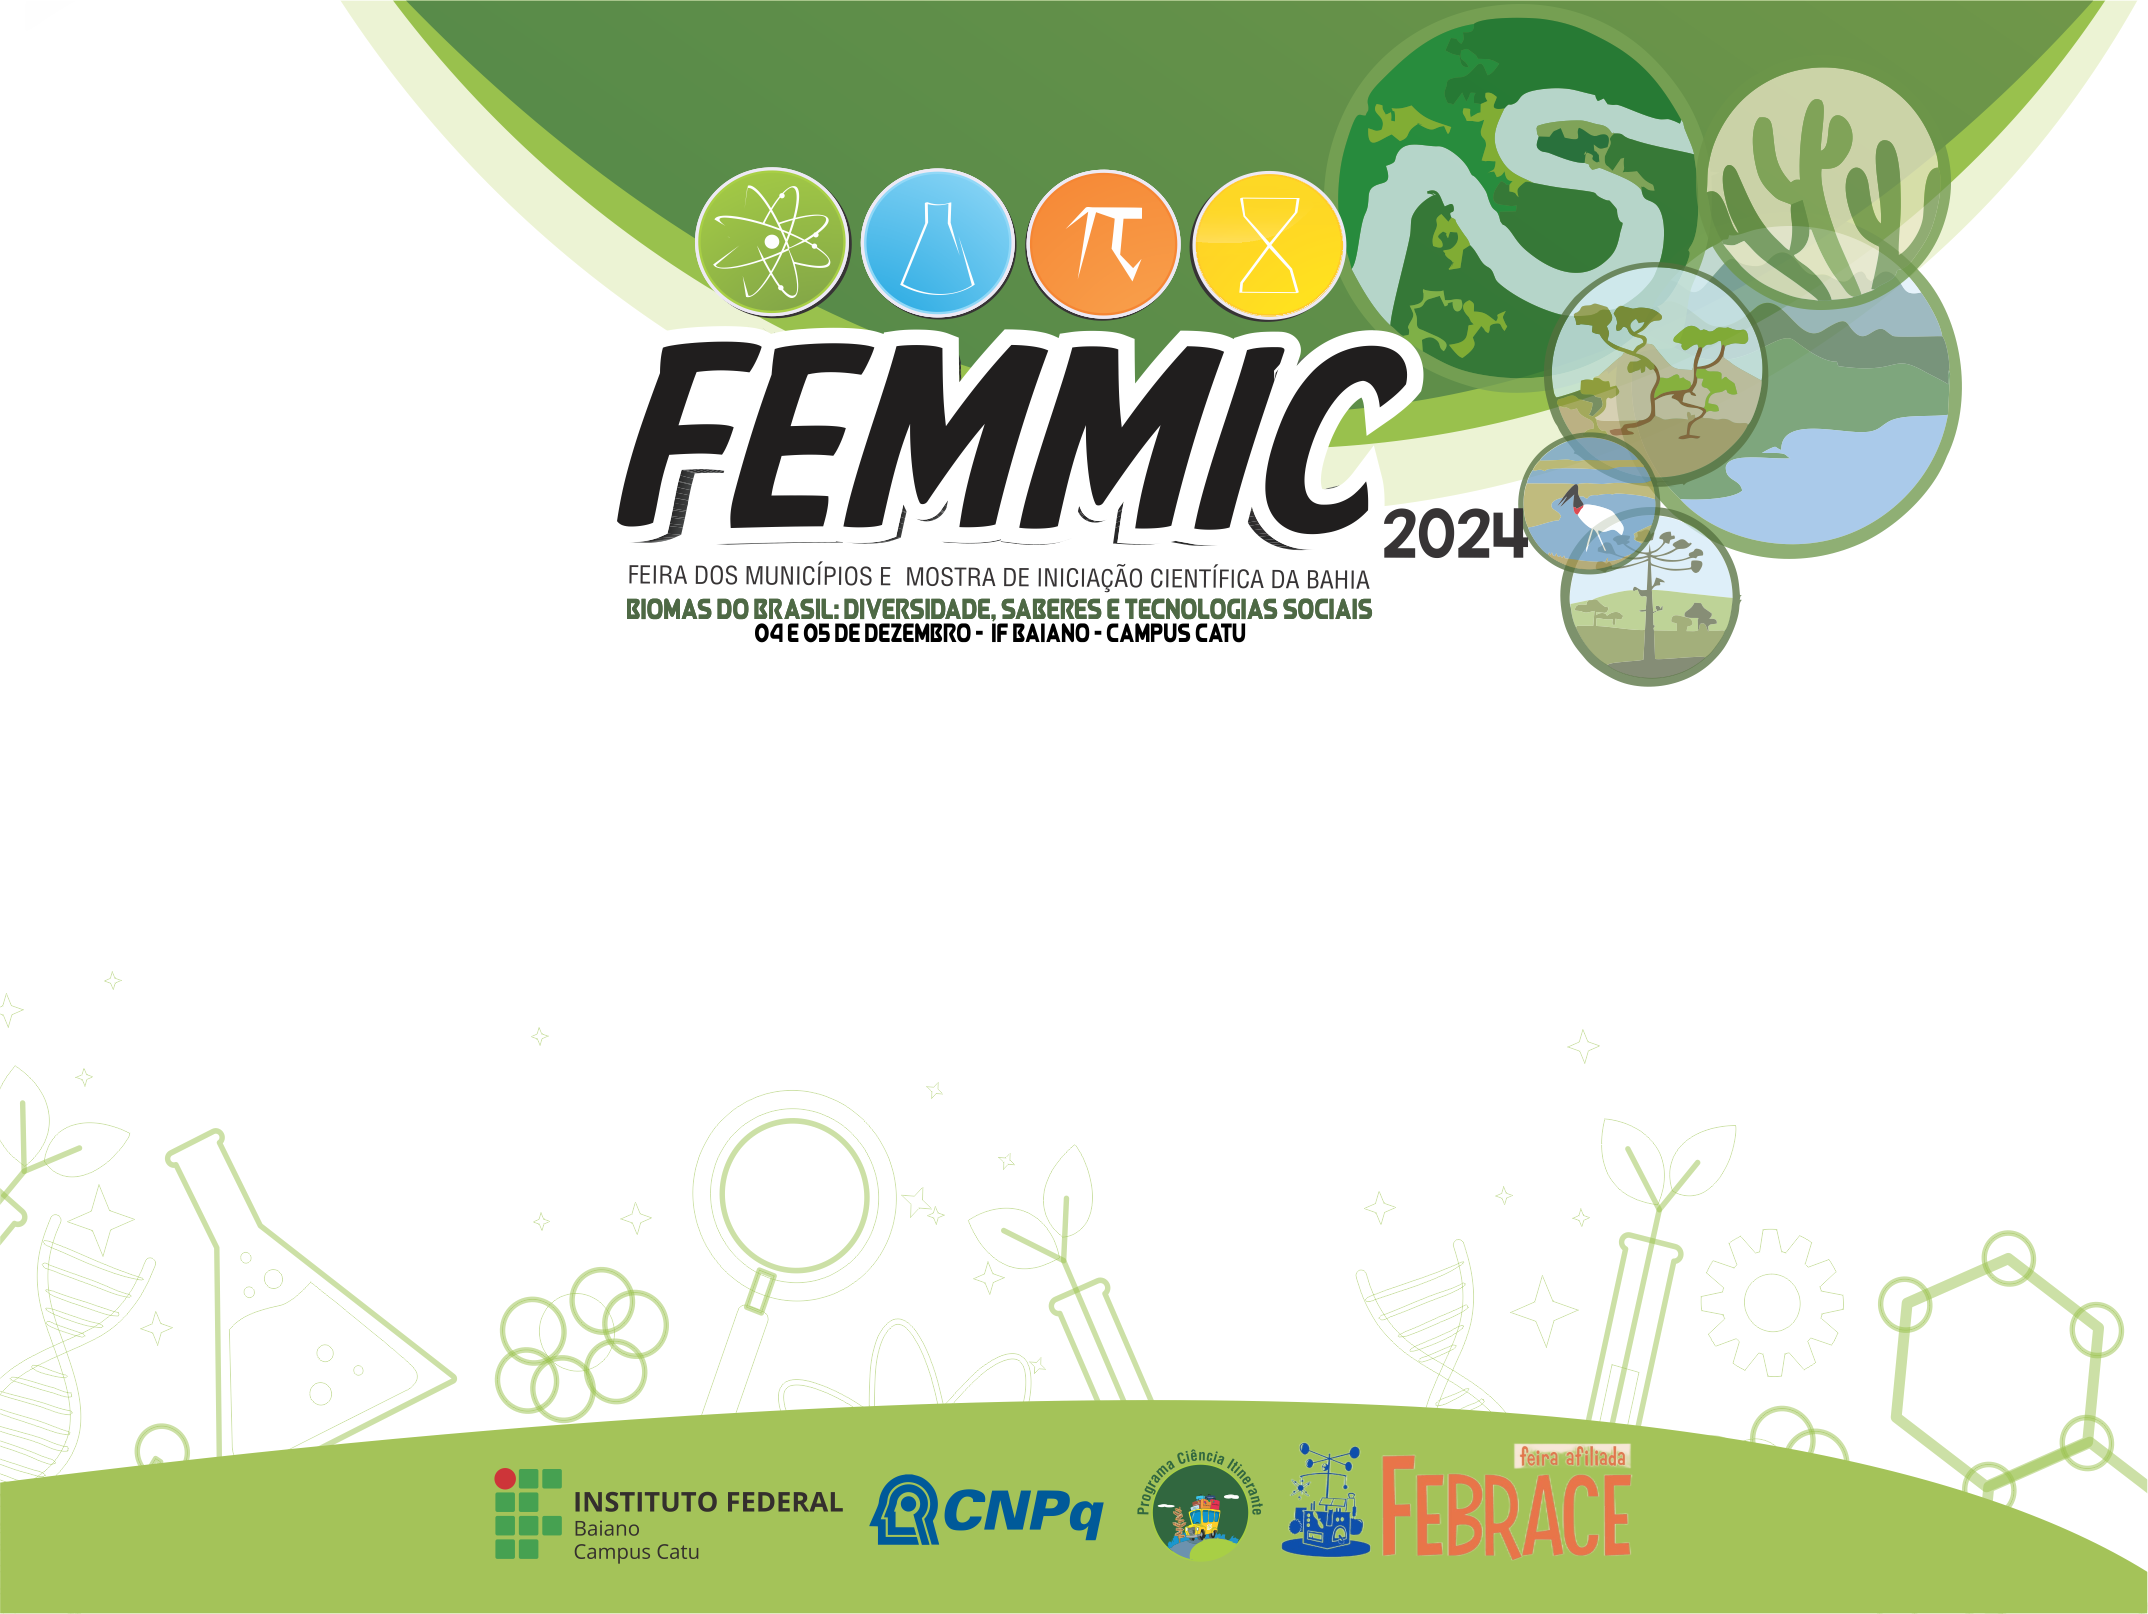 FEMMIC
2024
FEIRA DOS MUNICÍPIOS E MOSTRA DE INICIAÇÃO CIENTÍFICA DA BAHIA
BIOMAS DO BRASIL: DIVERSIDADE, SABERES E TECNOLOGIAS SOCIAIS
04 E 05 DE DEZEMBRO - IF BAIANO - CAMPUS CATU
INSTITUTO FEDERAL
Baiano
Campus Catu
CNPq
Programa Ciência Itinerante
feira afiliada
FEBRACE